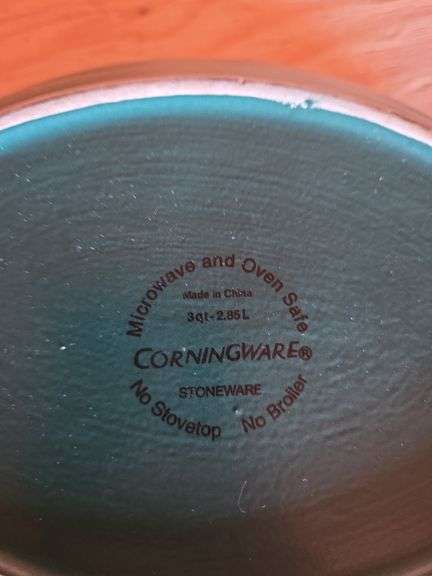 Microwave and Oven Safe
Made in China
3qt-2.85L
CORNINGWARE®
STONEWARE
No Stovetop No Broiler